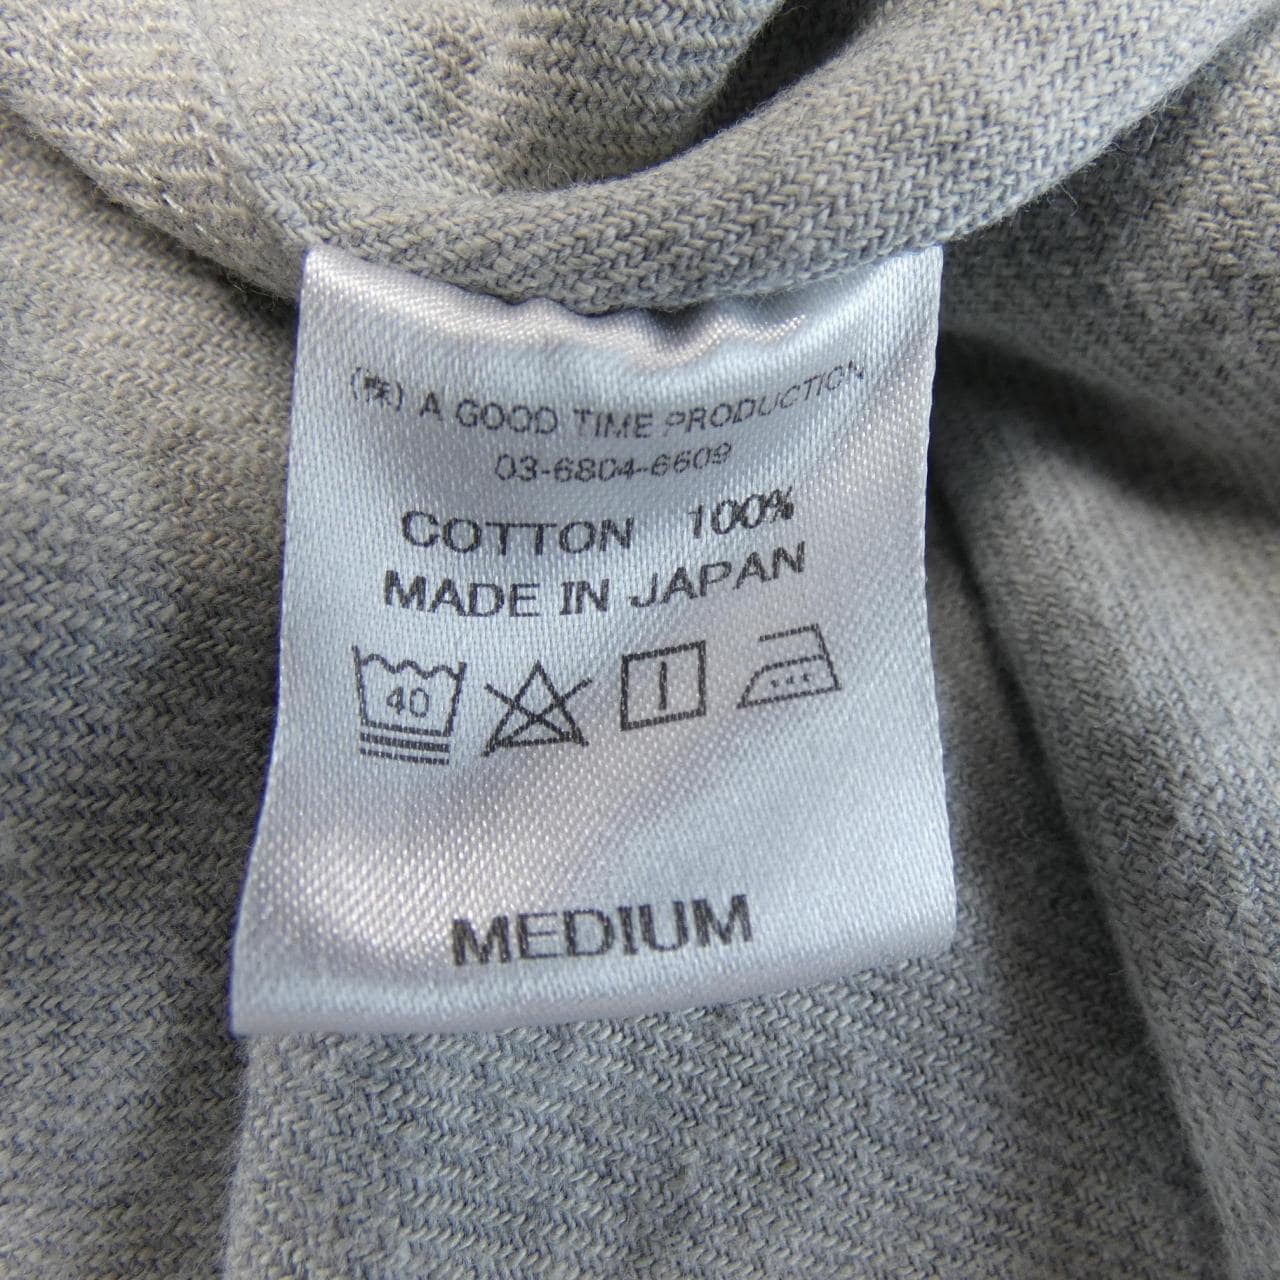 (株) A GOOD TIME PRODUCTION
03-6804-6609
COTTON 100%
MADE IN JAPAN
40
MEDIUM